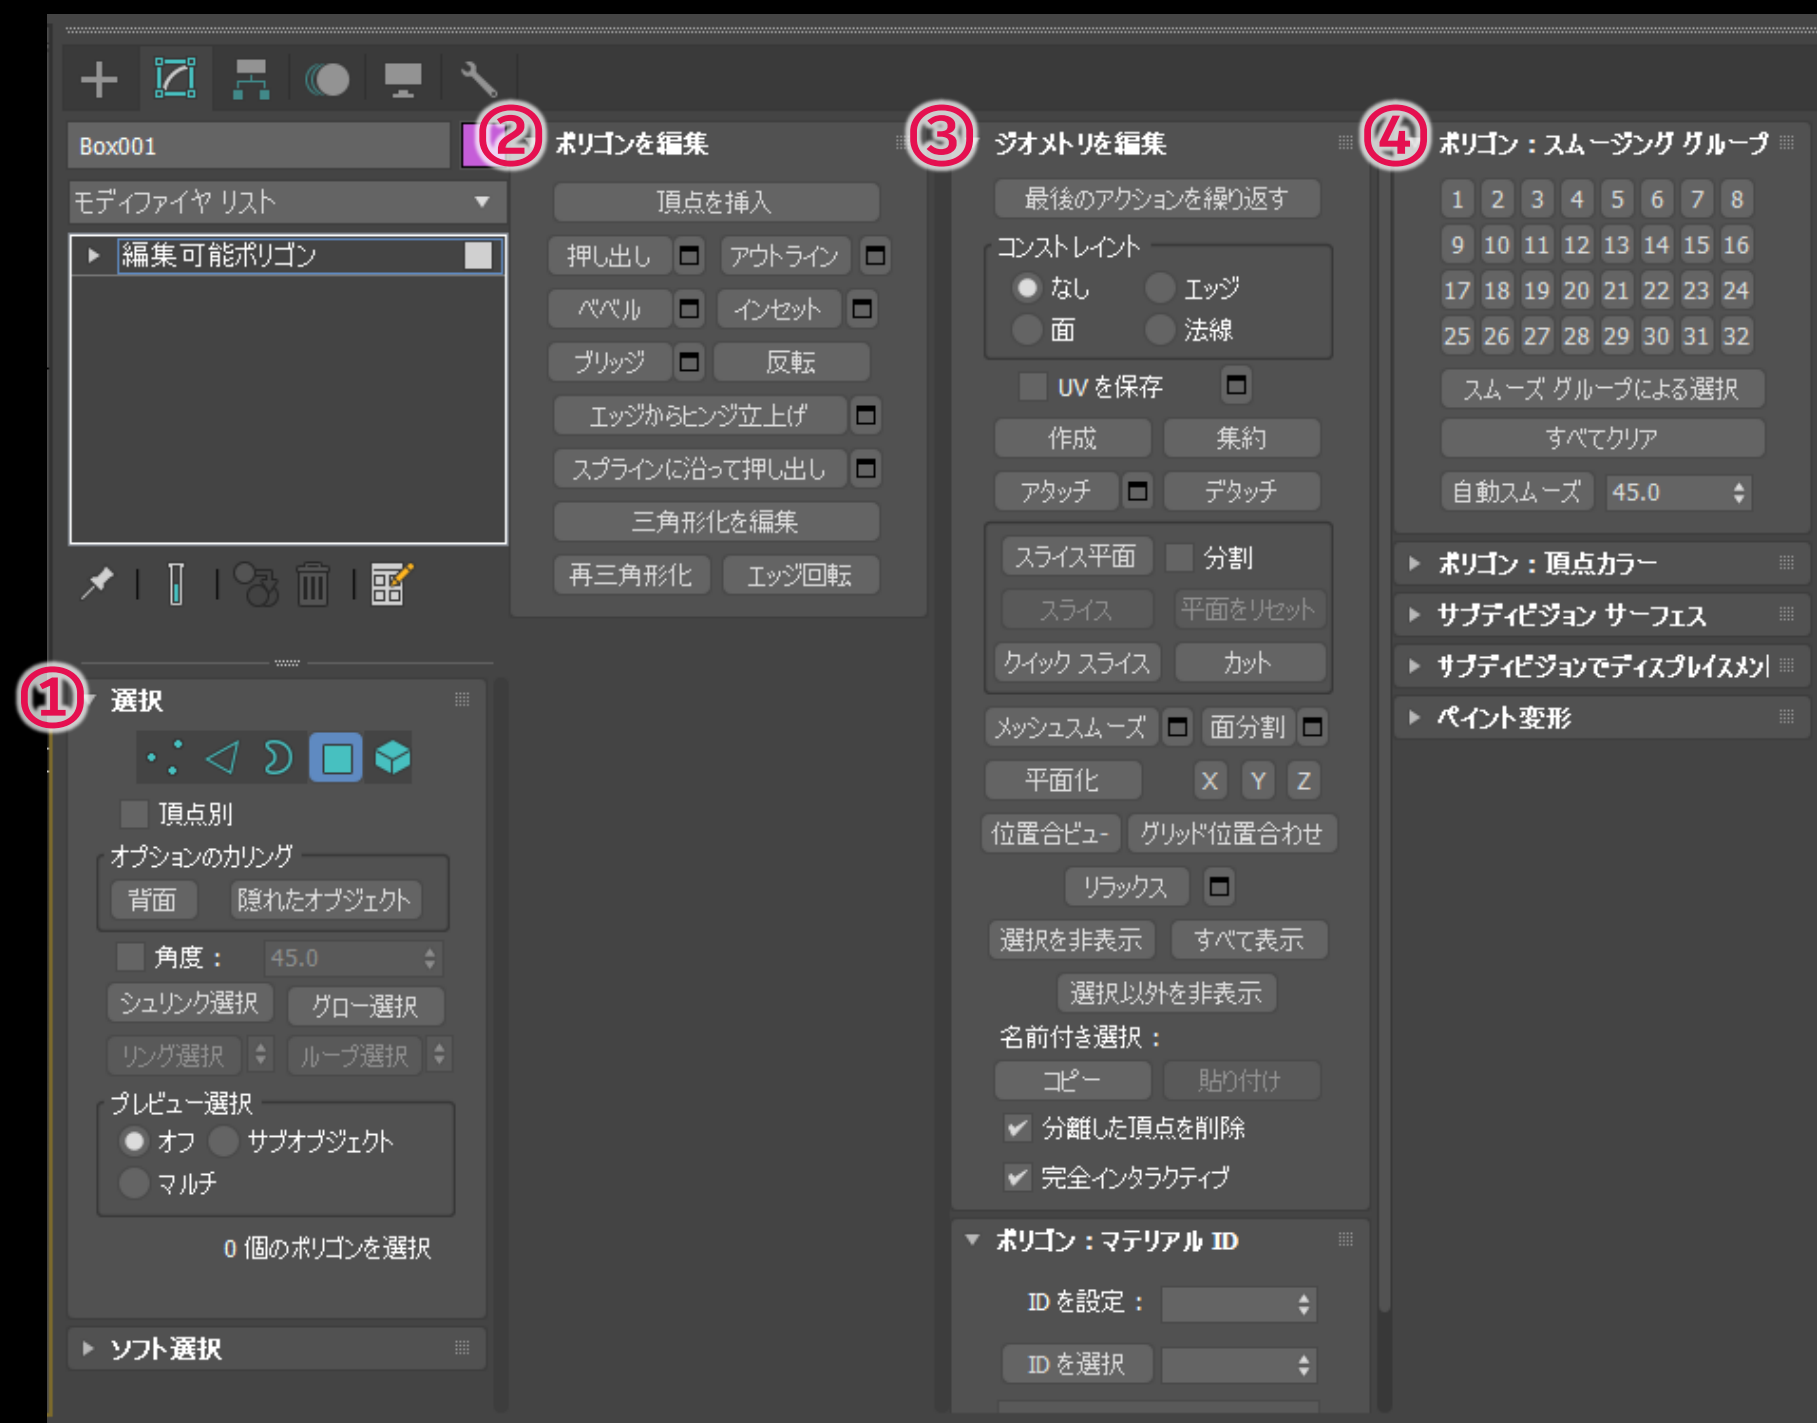 Box001
モディファイヤ リスト
編集可能ポリゴン
①
選択
頂点別
オプションのカリング
背面 隠れたオブジェクト
角度： 45.0
シュリンク選択 グロー選択
リング選択 ループ選択
プレビュー選択
オフ サブオブジェクト
マルチ
0 個のポリゴンを選択
ソフト選択
②
ポリゴンを編集
頂点を挿入
押し出し アウトライン
ベベル インセット
ブリッジ 反転
エッジからヒンジ立上げ
スプラインに沿って押し出し
三角形化を編集
再三角形化 エッジ回転
③
ジオメトリを編集
最後のアクションを繰り返す
コンストレイント
なし エッジ
面 法線
UV を保存
作成 集約
アタッチ デタッチ
スライス平面 分割
スライス 平面をリセット
クイック スライス カット
メッシュスムーズ 面分割
平面化 X Y Z
位置合ビュ- グリッド位置合わせ
リラックス
選択を非表示 すべて表示
選択以外を非表示
名前付き選択：
コピー 貼り付け
分離した頂点を削除
完全インタラクティブ
ポリゴン：マテリアル ID
ID を設定：
ID を選択
④
ポリゴン：スムージング グループ
1 2 3 4 5 6 7 8
9 10 11 12 13 14 15 16
17 18 19 20 21 22 23 24
25 26 27 28 29 30 31 32
スムーズ グループによる選択
すべてクリア
自動スムーズ 45.0
ポリゴン：頂点カラー
サブディビジョン サーフェス
サブディビジョンでディスプレイスメン
ペイント変形